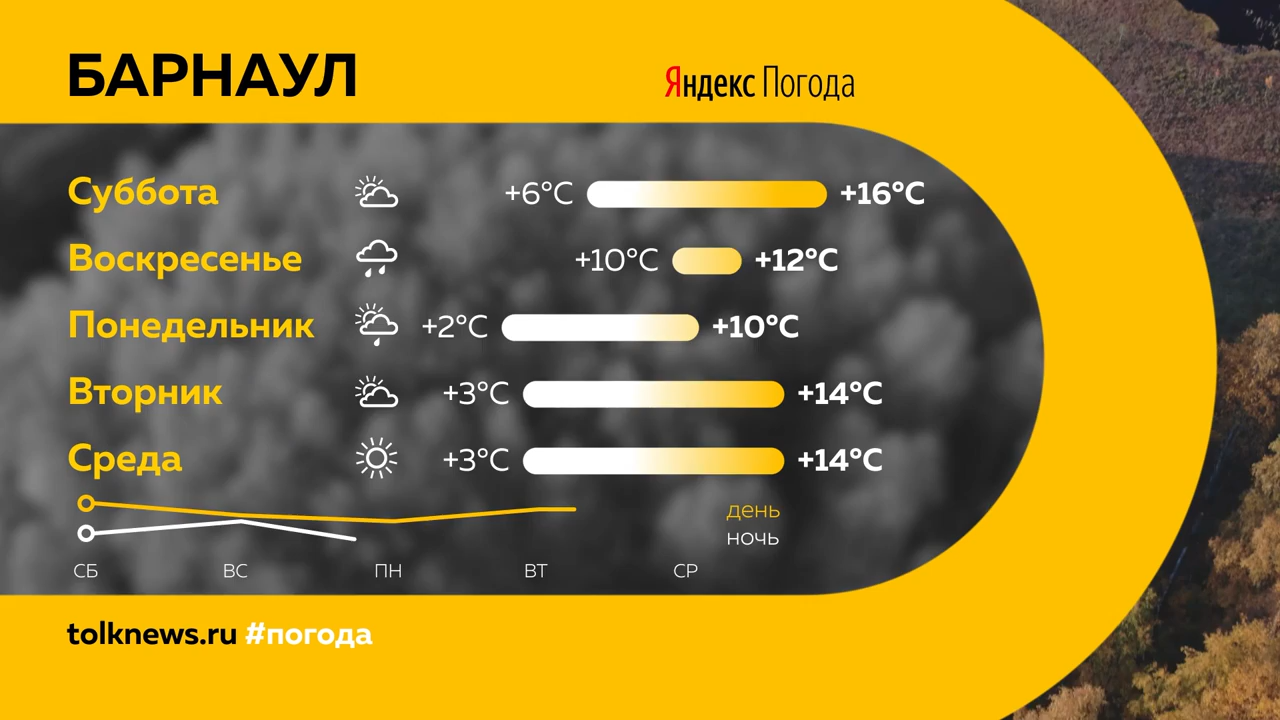 БАРНАУЛ
Яндекс Погода
Суббота +6°C +16°C
Воскресенье +10°C +12°C
Понедельник +2°C +10°C
Вторник +3°C +14°C
Среда +3°C +14°C
день
ночь
СБ ВС ПН ВТ СР
tolknews.ru #погода